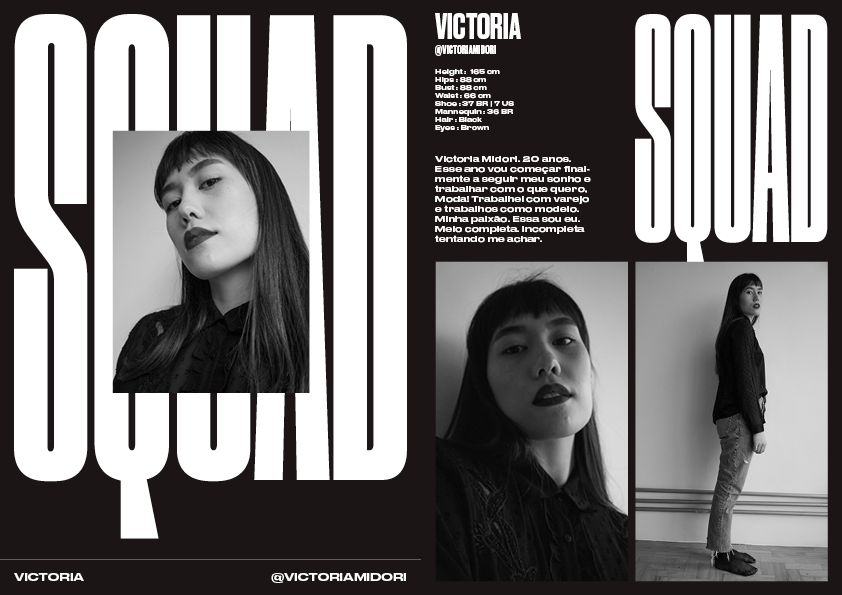 SQUAD
VICTORIA
@VICTORIAMIDORI
VICTORIA
@VICTORIAMIDORI
Height : 165 cm
Hips : 88 cm
Bust : 88 cm
Waist : 66 cm
Shoe : 37 BR | 7 US
Mannequin : 36 BR
Hair : Black
Eyes : Brown
Victoria Midori. 20 anos.
Esse ano vou começar final-
mente a seguir meu sonho e
trabalhar com o que quero,
Moda! Trabalhei com varejo
e trabalhos como modelo.
Minha paixão. Essa sou eu.
Meio completa. Incompleta
tentando me achar.
SQUAD